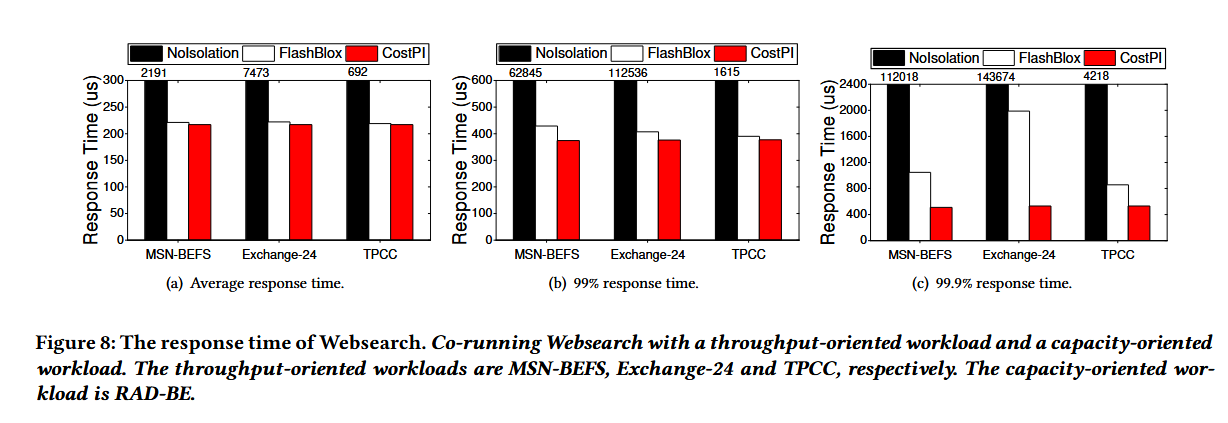 NoIsolation FlashBlox CostPI
2191 7473 692
Response Time (us)
300
250
200
150
100
50
0
MSN-BEFS Exchange-24 TPCC
(a) Average response time.
NoIsolation FlashBlox CostPI
62845 112536 1615
Response Time (us)
600
500
400
300
200
100
0
MSN-BEFS Exchange-24 TPCC
(b) 99% response time.
NoIsolation FlashBlox CostPI
112018 143674 4218
Response Time (us)
2400
2000
1600
1200
800
400
0
MSN-BEFS Exchange-24 TPCC
(c) 99.9% response time.
Figure 8: The response time of Websearch. Co-running Websearch with a throughput-oriented workload and a capacity-oriented
workload. The throughput-oriented workloads are MSN-BEFS, Exchange-24 and TPCC, respectively. The capacity-oriented wor-
kload is RAD-BE.